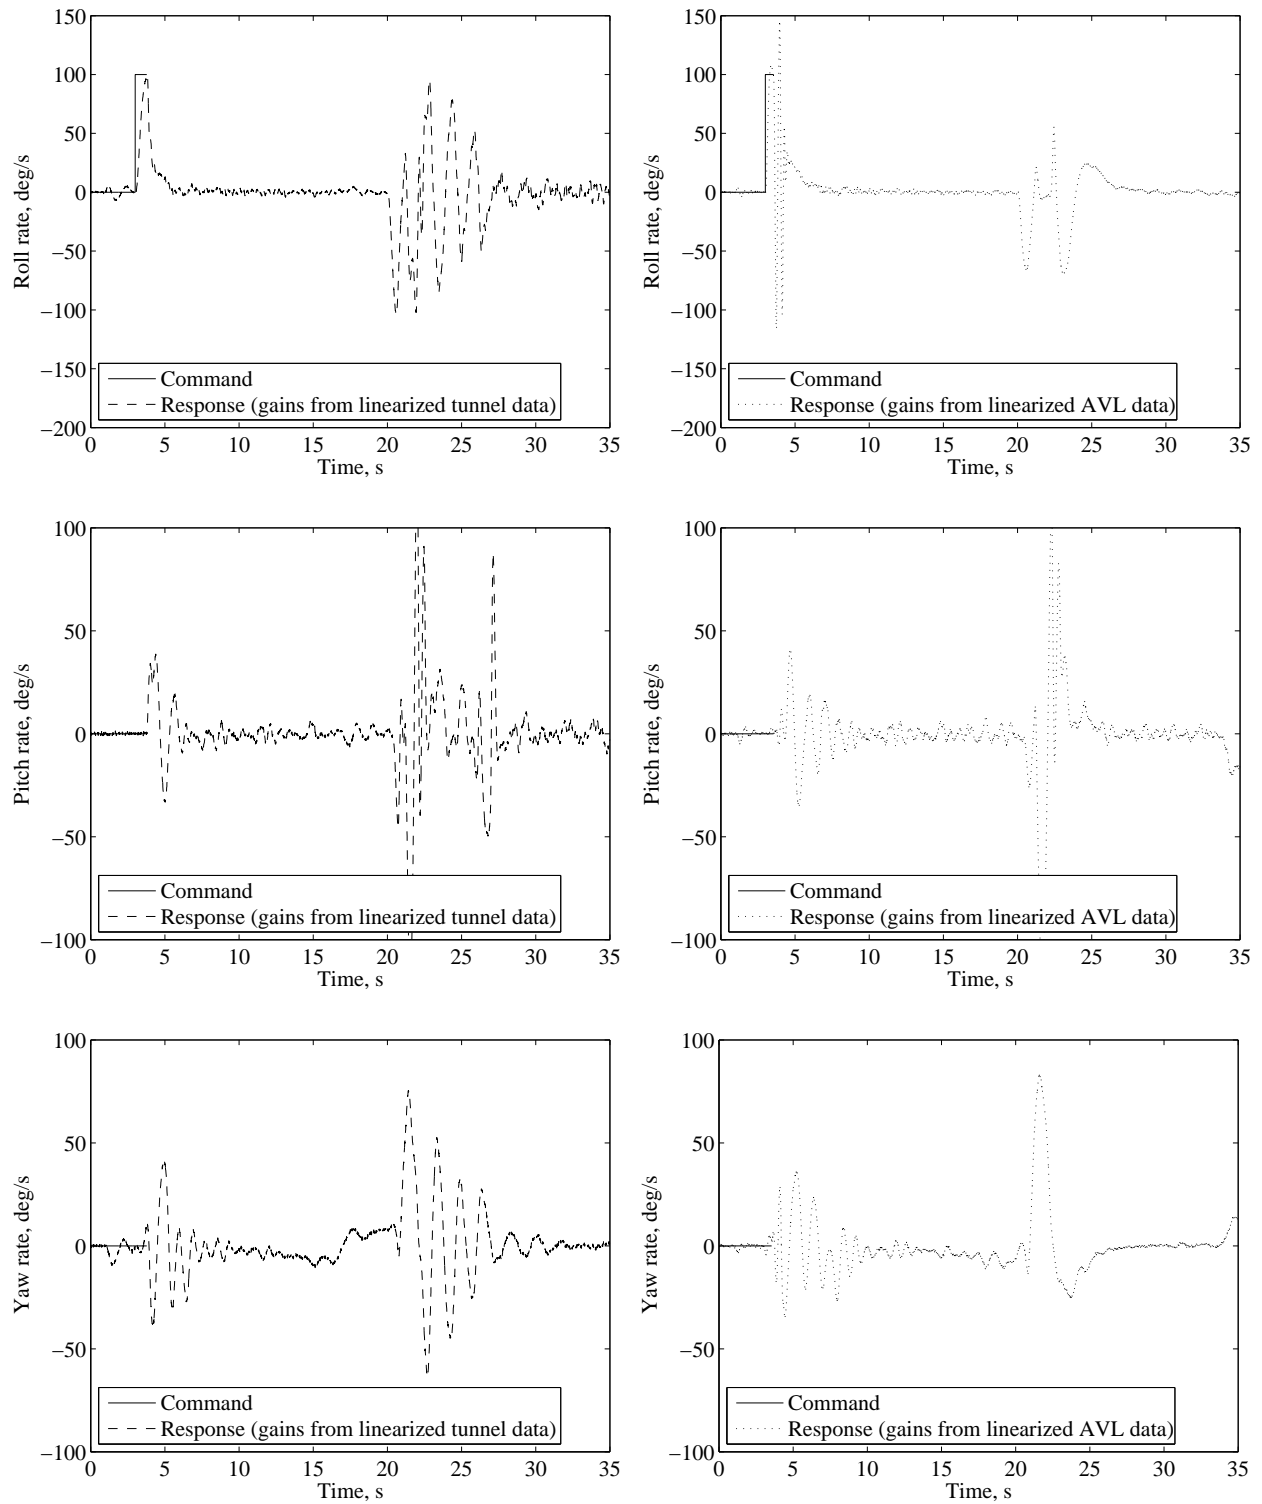 150
100
50
0
−50
−100
−150
−200
Roll rate, deg/s
Command
Response (gains from linearized tunnel data)
0 5 10 15 20 25 30 35
Time, s
150
100
50
0
−50
−100
−150
−200
Roll rate, deg/s
Command
Response (gains from linearized AVL data)
0 5 10 15 20 25 30 35
Time, s
100
50
0
−50
−100
Pitch rate, deg/s
Command
Response (gains from linearized tunnel data)
0 5 10 15 20 25 30 35
Time, s
100
50
0
−50
−100
Pitch rate, deg/s
Command
Response (gains from linearized AVL data)
0 5 10 15 20 25 30 35
Time, s
100
50
0
−50
−100
Yaw rate, deg/s
Command
Response (gains from linearized tunnel data)
0 5 10 15 20 25 30 35
Time, s
100
50
0
−50
−100
Yaw rate, deg/s
Command
Response (gains from linearized AVL data)
0 5 10 15 20 25 30 35
Time, s